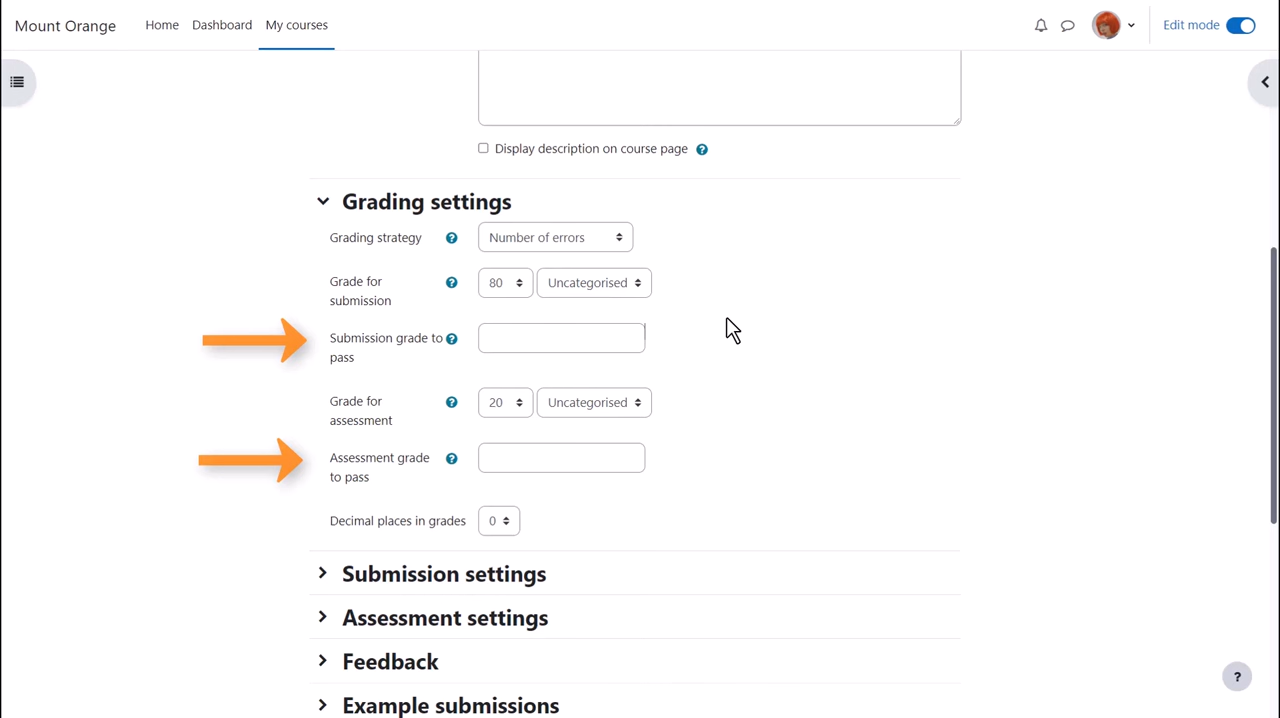 Mount Orange Home Dashboard My courses Edit mode
Display description on course page ?
Grading settings
Grading strategy ? Number of errors
Grade for submission ? 80 Uncategorised
Submission grade to pass ?
Grade for assessment ? 20 Uncategorised
Assessment grade to pass ?
Decimal places in grades 0
Submission settings
Assessment settings
Feedback
Example submissions
?